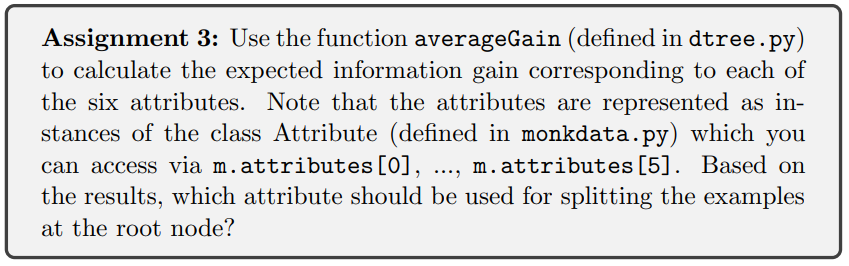 Assignment 3: Use the function averageGain (defined in dtree.py)
to calculate the expected information gain corresponding to each of
the six attributes. Note that the attributes are represented as in-
stances of the class Attribute (defined in monkdata.py) which you
can access via m.attributes[0], ..., m.attributes[5]. Based on
the results, which attribute should be used for splitting the examples
at the root node?